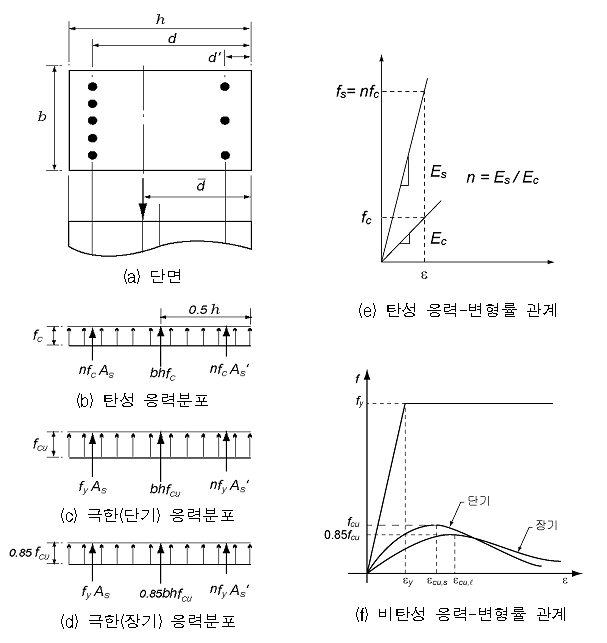 h
d
d'
b
d̅
(a) 단면
0.5 h
f_c
nf_c A_s
bhf_c
nf_c A_s'
(b) 탄성 응력분포
f_cu
f_y A_s
bhf_cu
nf_y A_s'
(c) 극한(단기) 응력분포
0.85 f_cu
f_y A_s
0.85bhf_cu
nf_y A_s'
(d) 극한(장기) 응력분포
f_s = nf_c
E_s
n = E_s / E_c
f_c
E_c
ε
(e) 탄성 응력-변형률 관계
f
f_y
단기
f_cu
장기
0.85f_cu
ε_y
ε_cu,s
ε_cu,ℓ
ε
(f) 비탄성 응력-변형률 관계